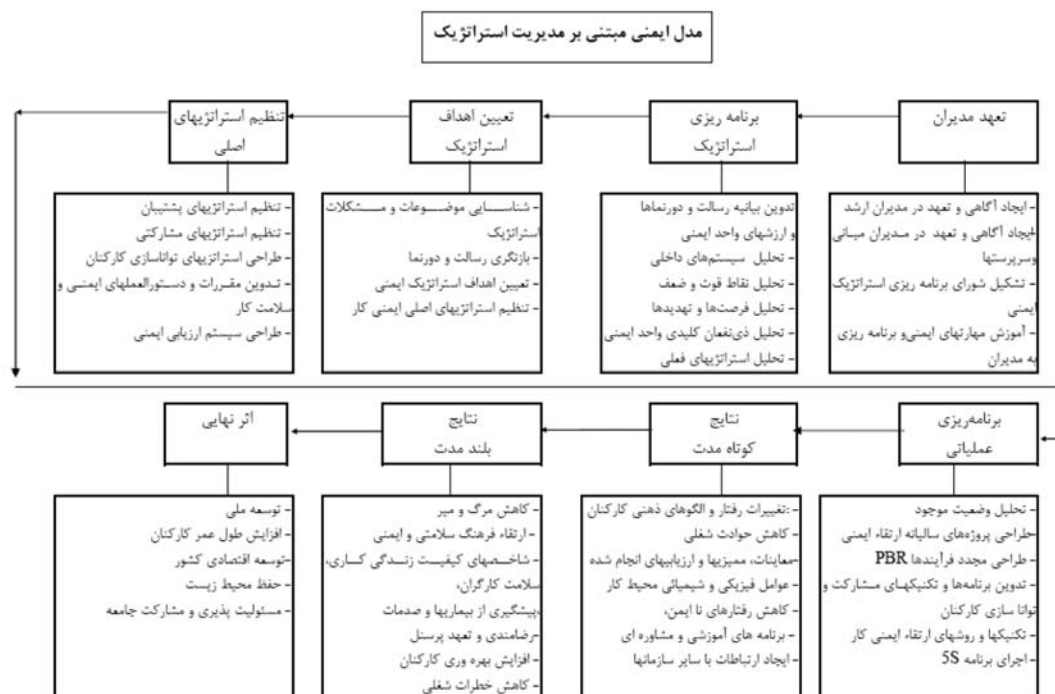 مدل ایمنی مبتنی بر مدیریت استراتژیک
تعهد مدیران
- ایجاد آگاهی و تعهد در مدیران ارشد
-ایجاد آگاهی و تعهد در مدیران میانی
وسرپرستها
- تشکیل شورای برنامه ریزی استراتژیک
ایمنی
- آموزش مهارتهای ایمنی‌و برنامه ریزی
به مدیران
برنامه ریزی
استراتژیک
تدوین بیانیه رسالت و دورنماها
و ارزشهای واحد ایمنی
- تحلیل سیستم‌های داخلی
- تحلیل نقاط قوت و ضعف
- تحلیل فرصت‌ها و تهدیدها
- تحلیل ذی‌نفعان کلیدی واحد ایمنی
- تحلیل استراتژیهای فعلی
تعیین اهداف
استراتژیک
- شناسایی موضوعات و مشکلات
استراتژیک
- بازنگری رسالت و دورنما
- تعیین اهداف استراتژیک ایمنی
- تنظیم استراتژیهای اصلی ایمنی کار
تنظیم استراتژیهای
اصلی
- تنظیم استراتژیهای پشتیبان
- تنظیم استراتژیهای مشارکتی
- طراحی استراتژیهای تواناسازی کارکنان
- تدوین مقررات و دستورالعملهای ایمنی و
سلامت کار
- طراحی سیستم ارزیابی ایمنی
برنامه‌ریزی
عملیاتی
- تحلیل وضعیت موجود
-طراحی پروژه‌های سالیانه ارتقاء ایمنی
- طراحی مجدد فرآیندها PBR
- تدوین برنامه‌ها و تکنیکهای مشارکت و
توانا سازی کارکنان
- تکنیکها و روشهای ارتقاء ایمنی کار
- اجرای برنامه 5S
نتایج
کوتاه مدت
-:تغییرات رفتار و الگوهای ذهنی کارکنان
- کاهش حوادث شغلی
-معاینات، ممیزیها و ارزیابیهای انجام شده
- عوامل فیزیکی و شیمیائی محیط کار
- کاهش رفتارهای نا ایمن،
- برنامه های آموزشی و مشاوره ای
- ایجاد ارتباطات با سایر سازمانها
نتایج
بلند مدت
- کاهش مرگ و میر
- ارتقاء فرهنگ سلامتی و ایمنی
- شاخصهای کیفیت زندگی کاری،
سلامت کارگران،
،پیشگیری از بیماریها و صدمات
-رضامندی و تعهد پرسنل
- افزایش بهره وری کارکنان
- کاهش خطرات شغلی
اثر نهایی
- توسعه ملی
- افزایش طول عمر کارکنان
-توسعه اقتصادی کشور
- حفظ محیط زیست
- مسئولیت پذیری و مشارکت جامعه